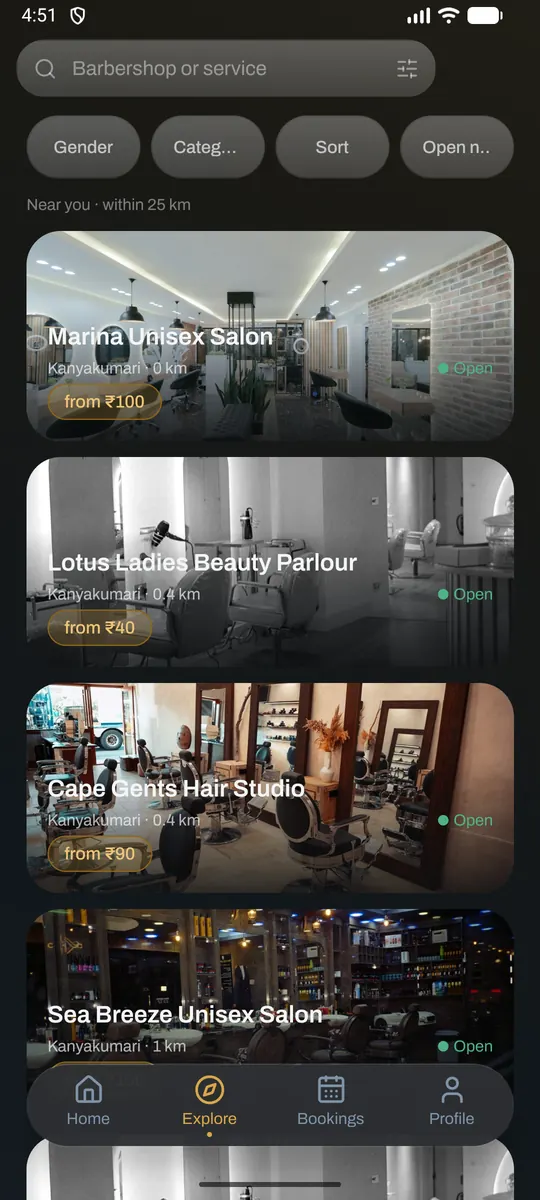 4:51
Barbershop or service
Gender
Categ...
Sort
Open n..
Near you · within 25 km
Marina Unisex Salon
Kanyakumari · 0 km
Open
from ₹100
Lotus Ladies Beauty Parlour
Kanyakumari · 0.4 km
Open
from ₹40
Cape Gents Hair Studio
Kanyakumari · 0.4 km
Open
from ₹90
Sea Breeze Unisex Salon
Kanyakumari · 1 km
Open
Home
Explore
Bookings
Profile